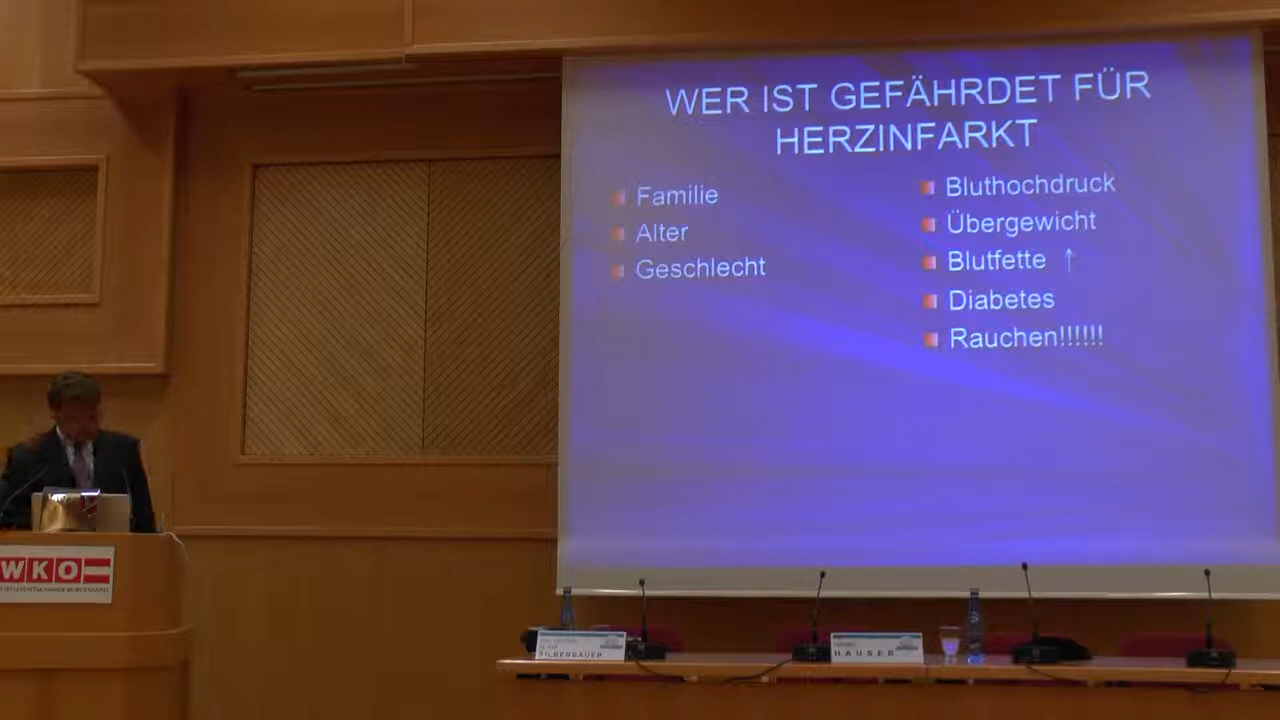 WER IST GEFÄHRDET FÜR
HERZINFARKT
Familie
Alter
Geschlecht
Bluthochdruck
Übergewicht
Blutfette ↑
Diabetes
Rauchen!!!!!!
WKO
SILBERBAUER
HAUSER